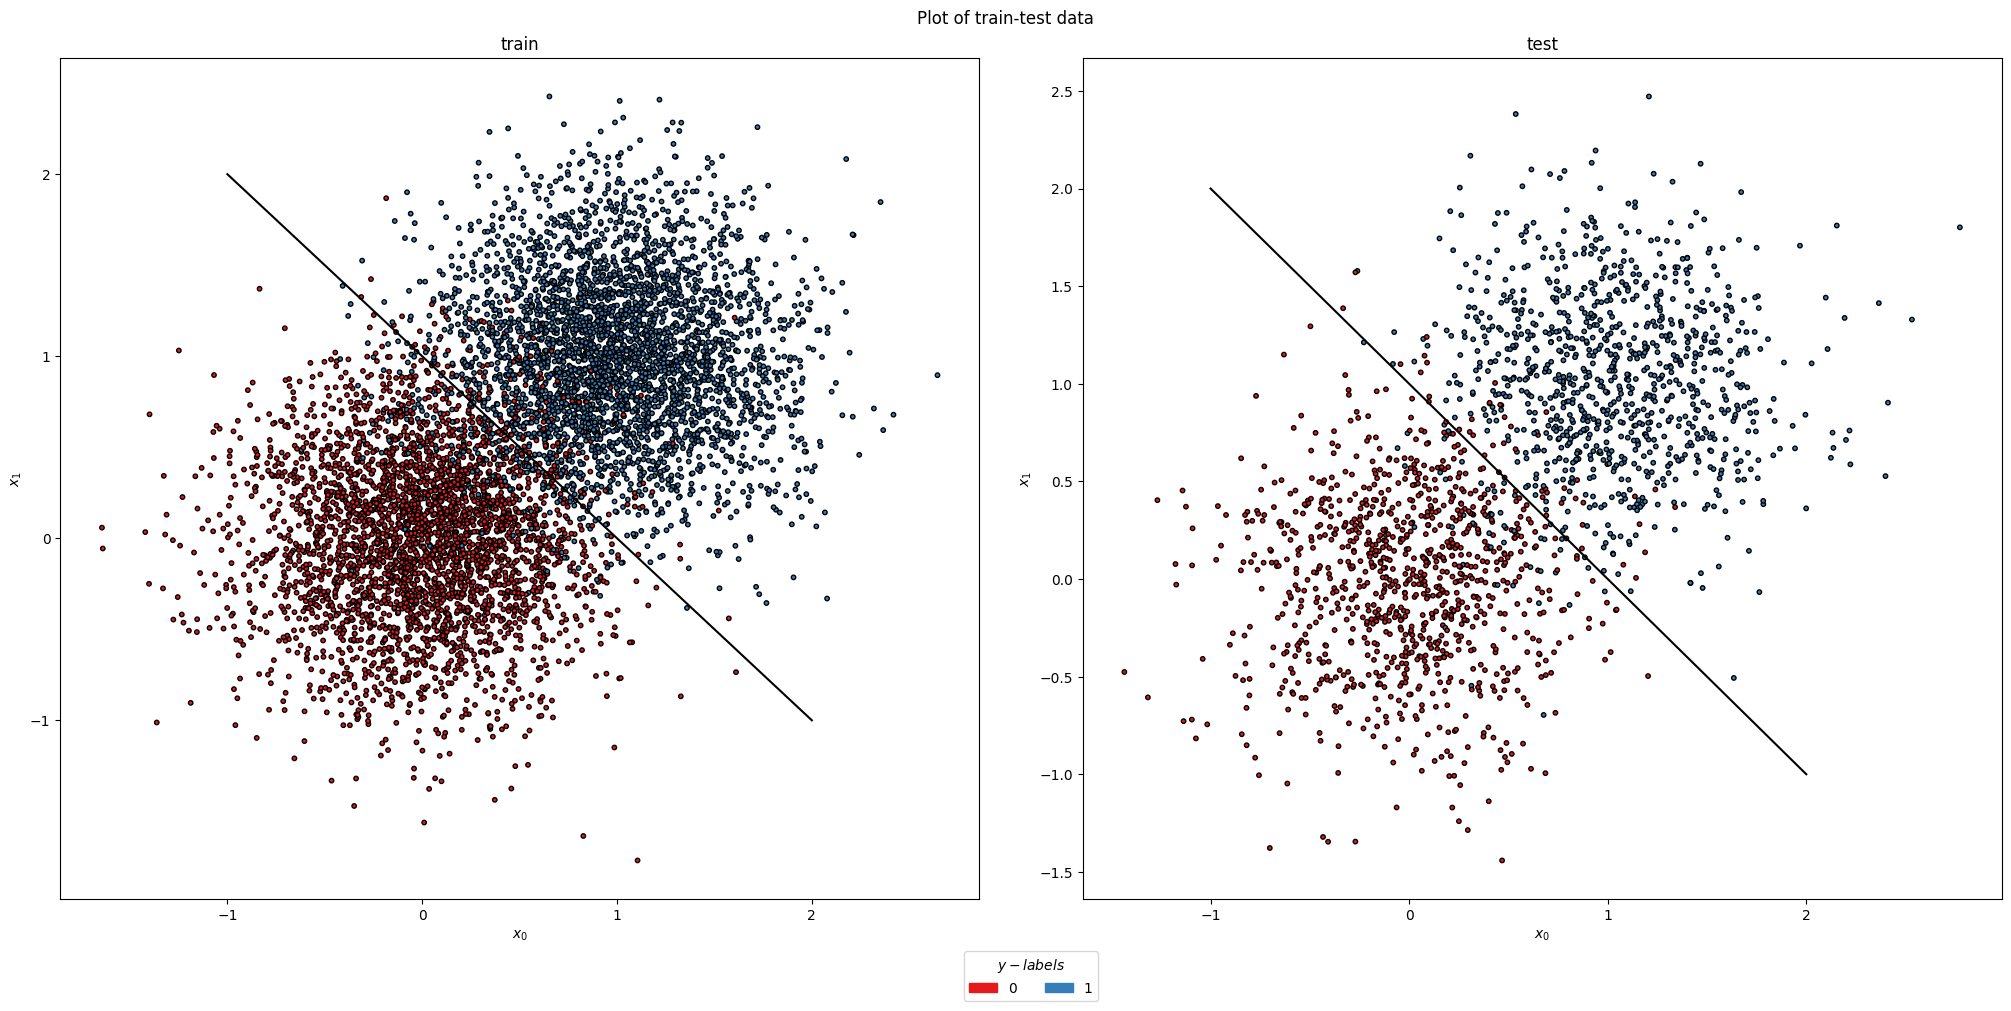 Plot of train-test data
train
2
1
0
−1
x₁
−1 0 1 2
x₀
test
2.5
2.0
1.5
1.0
0.5
0.0
−0.5
−1.0
−1.5
x₁
−1 0 1 2
x₀
y − labels
0 1